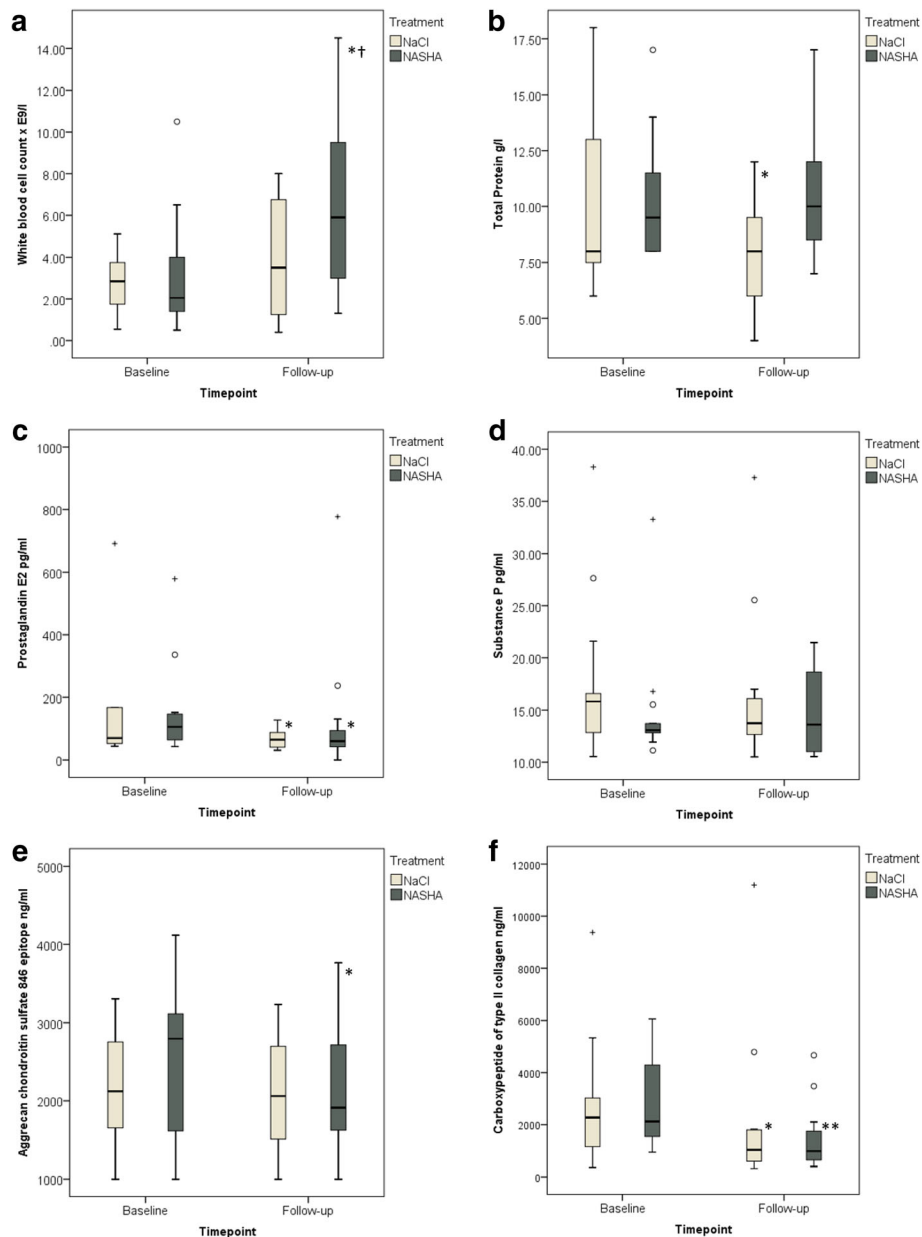 a
Treatment
NaCl
NASHA
14.00
12.00
10.00
8.00
6.00
4.00
2.00
.00
White blood cell count x E9/l
*†
Baseline
Follow-up
Timepoint
b
Treatment
NaCl
NASHA
17.50
15.00
12.50
10.00
7.50
5.00
Total Protein g/l
*
Baseline
Follow-up
Timepoint
c
Treatment
NaCl
NASHA
1000
800
600
400
200
0
Prostaglandin E2 pg/ml
*
*
Baseline
Follow-up
Timepoint
d
Treatment
NaCl
NASHA
40.00
35.00
30.00
25.00
20.00
15.00
10.00
Substance P pg/ml
Baseline
Follow-up
Timepoint
e
Treatment
NaCl
NASHA
5000
4000
3000
2000
1000
Aggrecan chondroitin sulfate 846 epitope ng/ml
*
Baseline
Follow-up
Timepoint
f
Treatment
NaCl
NASHA
12000
10000
8000
6000
4000
2000
0
Carboxypeptide of type II collagen ng/ml
*
**
Baseline
Follow-up
Timepoint